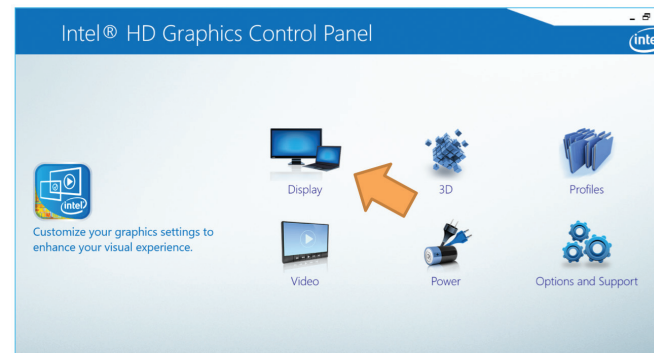 Intel® HD Graphics Control Panel
Display
3D
Profiles
intel
Customize your graphics settings to
enhance your visual experience.
Video
Power
Options and Support